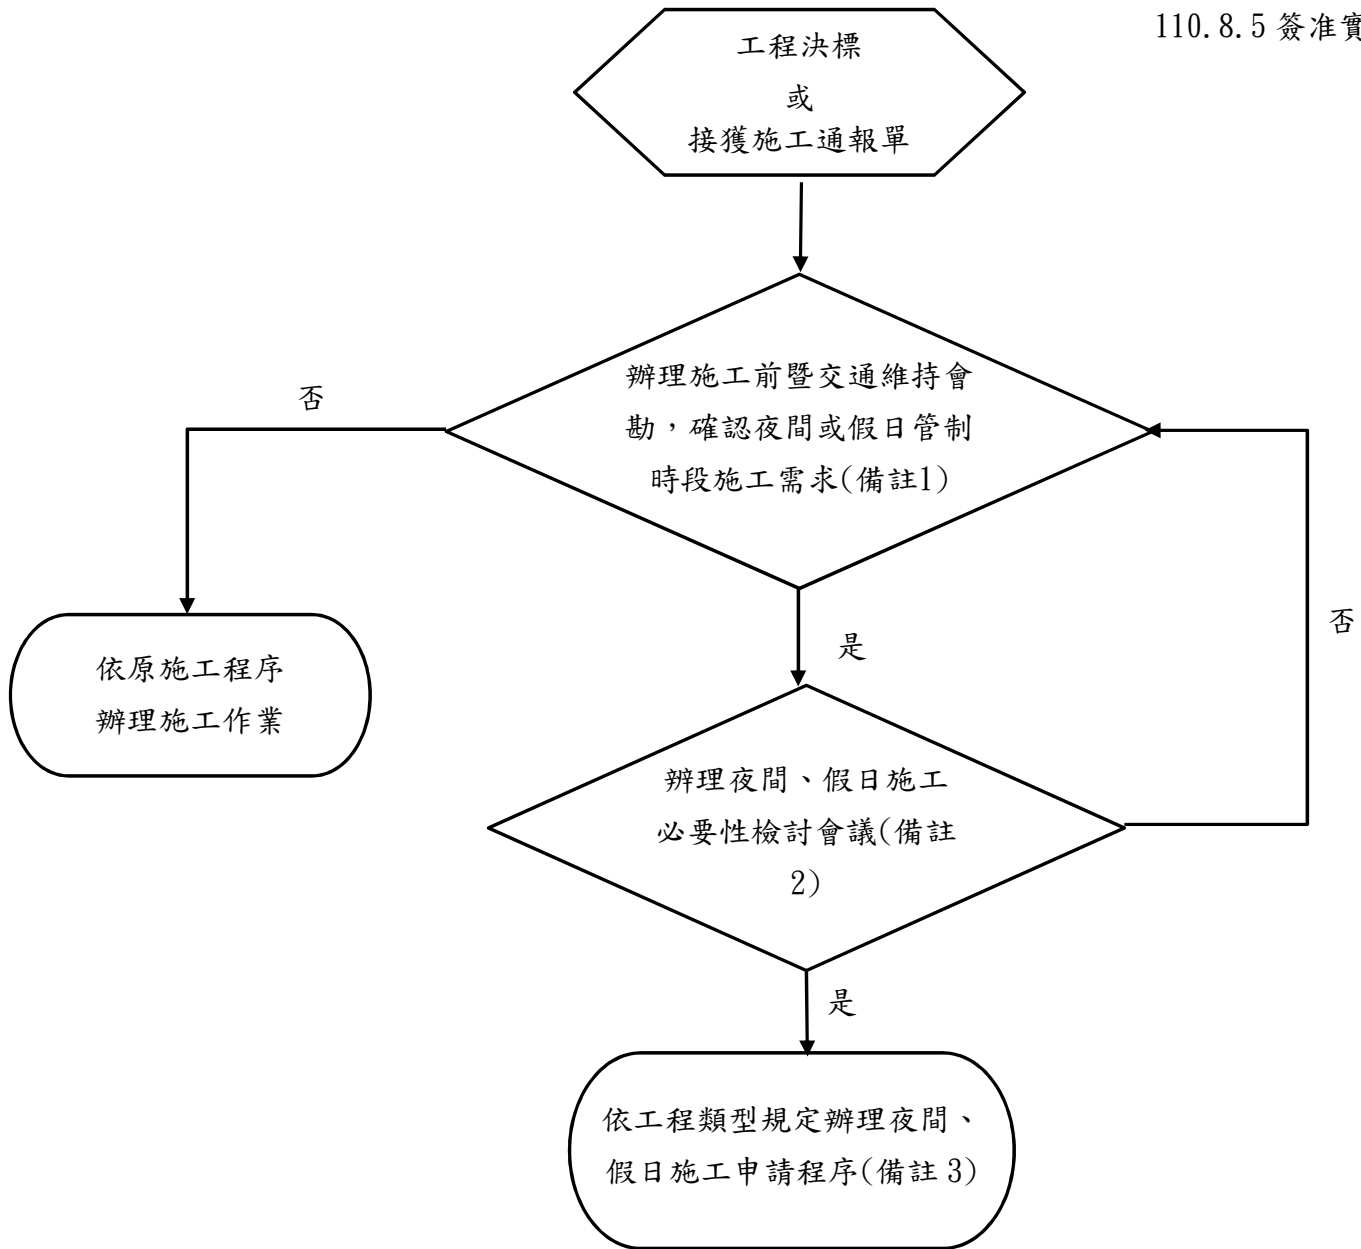 110.8.5 簽准實
工程決標
或
接獲施工通報單
辦理施工前暨交通維持會
勘，確認夜間或假日管制
時段施工需求(備註1)
否
是
依原施工程序
辦理施工作業
否
辦理夜間、假日施工
必要性檢討會議(備註
2)
是
依工程類型規定辦理夜間、
假日施工申請程序(備註 3)